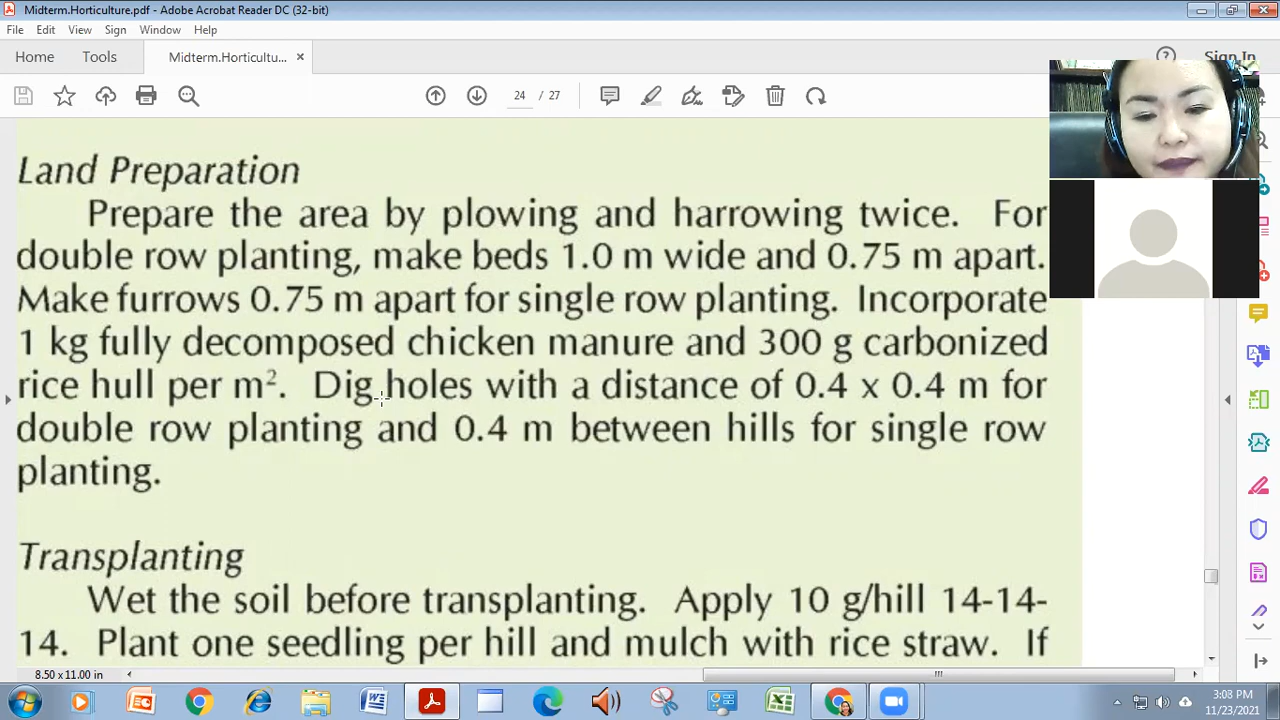 Midterm.Horticulture.pdf - Adobe Acrobat Reader DC (32-bit)
File Edit View Sign Window Help
Home Tools Midterm.Horticultu... ×
Sign In
24 / 27
Land Preparation
Prepare the area by plowing and harrowing twice. For
double row planting, make beds 1.0 m wide and 0.75 m apart.
Make furrows 0.75 m apart for single row planting. Incorporate
1 kg fully decomposed chicken manure and 300 g carbonized
rice hull per m². Dig holes with a distance of 0.4 x 0.4 m for
double row planting and 0.4 m between hills for single row
planting.
Transplanting
Wet the soil before transplanting. Apply 10 g/hill 14-14-
14. Plant one seedling per hill and mulch with rice straw. If
8.50 x 11.00 in
3:08 PM
11/23/2021